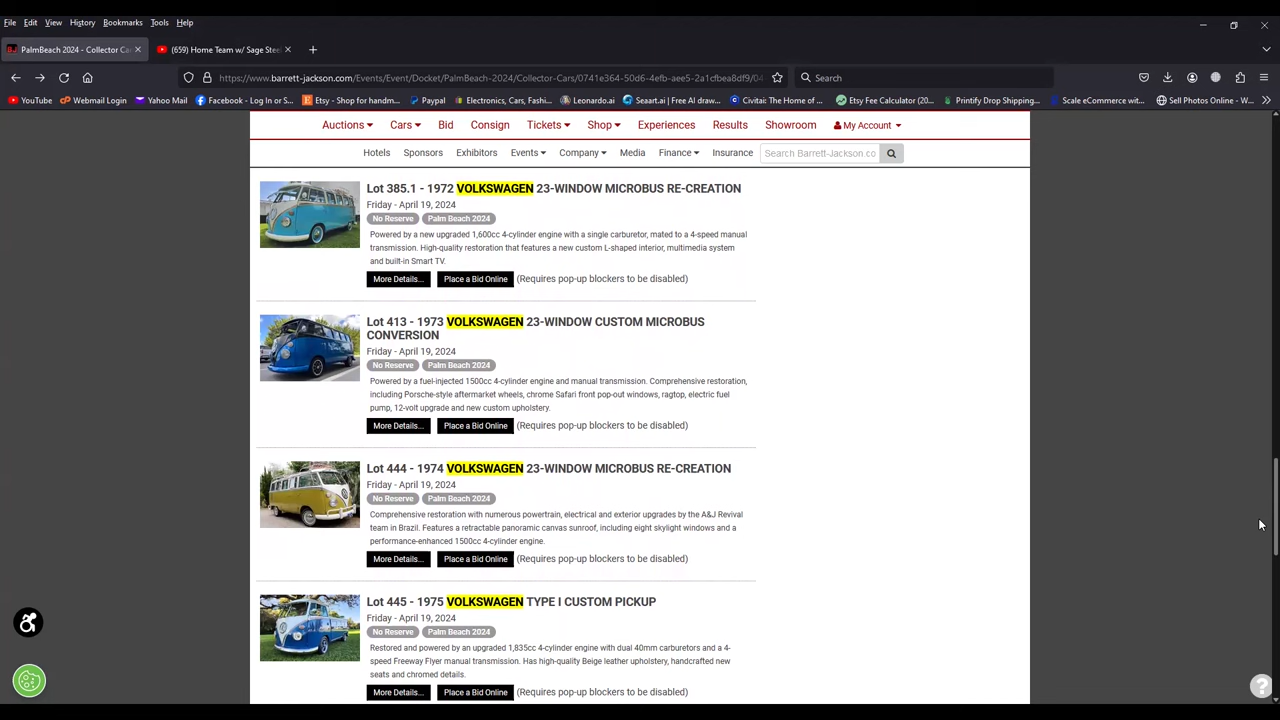 File Edit View History Bookmarks Tools Help
PalmBeach 2024 - Collector Ca
(659) Home Team w/ Sage Stee
https://www.barrett-jackson.com/Events/Event/Docket/PalmBeach-2024/Collector-Cars/0741e364-50d6-4efb-aee5-2a1cfbea8df9/0
Search
YouTube Webmail Login Yahoo Mail Facebook - Log In or S... Etsy - Shop for handm... Paypal Electronics, Cars, Fashi... Leonardo.ai Seaart.ai | Free AI draw... Civitai: The Home of ... Etsy Fee Calculator (20... Printify Drop Shipping... Scale eCommerce wit... Sell Photos Online - W...
Auctions Cars Bid Consign Tickets Shop Experiences Results Showroom My Account
Hotels Sponsors Exhibitors Events Company Media Finance Insurance Search Barrett-Jackson.co
Lot 385.1 - 1972 VOLKSWAGEN 23-WINDOW MICROBUS RE-CREATION
Friday - April 19, 2024
No Reserve Palm Beach 2024
Powered by a new upgraded 1,600cc 4-cylinder engine with a single carburetor, mated to a 4-speed manual
transmission. High-quality restoration that features a new custom L-shaped interior, multimedia system
and built-in Smart TV.
More Details... Place a Bid Online (Requires pop-up blockers to be disabled)
Lot 413 - 1973 VOLKSWAGEN 23-WINDOW CUSTOM MICROBUS
CONVERSION
Friday - April 19, 2024
No Reserve Palm Beach 2024
Powered by a fuel-injected 1500cc 4-cylinder engine and manual transmission. Comprehensive restoration,
including Porsche-style aftermarket wheels, chrome Safari front pop-out windows, ragtop, electric fuel
pump, 12-volt upgrade and new custom upholstery.
More Details... Place a Bid Online (Requires pop-up blockers to be disabled)
Lot 444 - 1974 VOLKSWAGEN 23-WINDOW MICROBUS RE-CREATION
Friday - April 19, 2024
No Reserve Palm Beach 2024
Comprehensive restoration with numerous powertrain, electrical and exterior upgrades by the A&J Revival
team in Brazil. Features a retractable panoramic canvas sunroof, including eight skylight windows and a
performance-enhanced 1500cc 4-cylinder engine.
More Details... Place a Bid Online (Requires pop-up blockers to be disabled)
Lot 445 - 1975 VOLKSWAGEN TYPE I CUSTOM PICKUP
Friday - April 19, 2024
No Reserve Palm Beach 2024
Restored and powered by an upgraded 1,835cc 4-cylinder engine with dual 40mm carburetors and a 4-
speed Freeway Flyer manual transmission. Has high-quality Beige leather upholstery, handcrafted new
seats and chromed details.
More Details... Place a Bid Online (Requires pop-up blockers to be disabled)